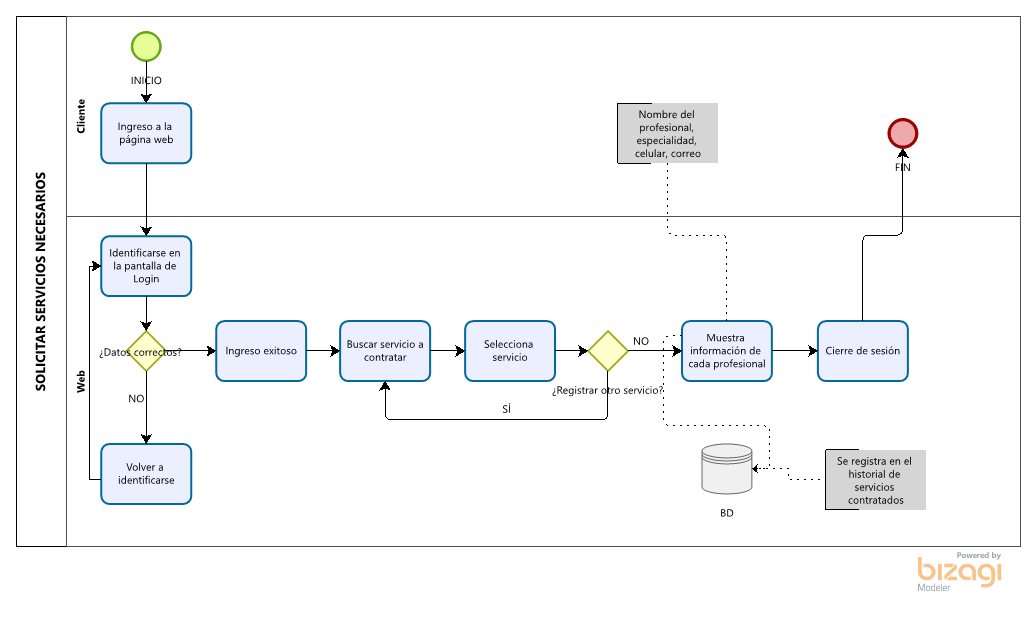 SOLICITAR SERVICIOS NECESARIOS
Cliente
INICIO
Ingreso a la
página web
Nombre del
profesional,
especialidad,
celular, correo
FIN
Web
Identificarse en
la pantalla de
Login
¿Datos correctos?
Ingreso exitoso
Buscar servicio a
contratar
Selecciona
servicio
NO
¿Registrar otro servicio?
SÍ
Muestra
información de
cada profesional
Cierre de sesión
NO
Volver a
identificarse
BD
Se registra en el
historial de
servicios
contratados
Powered by
bizagi
Modeler